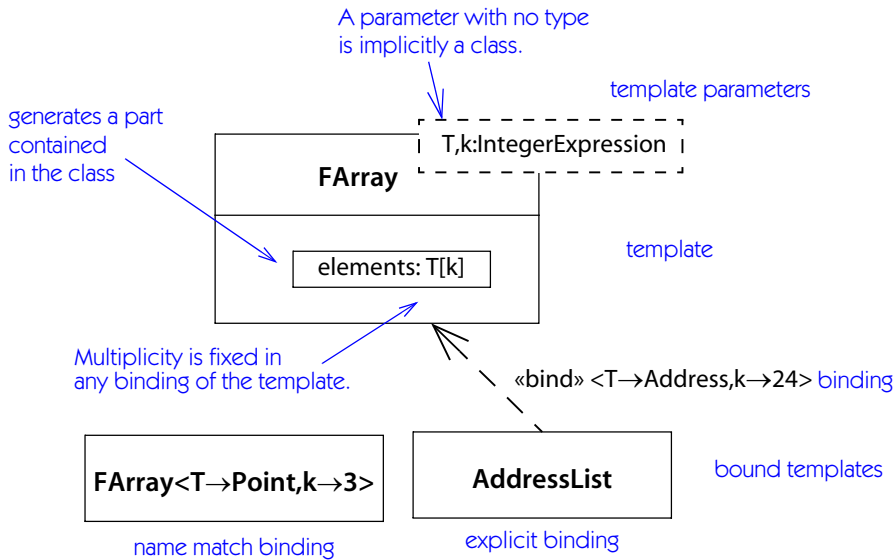 A parameter with no type
is implicitly a class.
template parameters
generates a part
contained
in the class
T,k:IntegerExpression
FArray
template
elements: T[k]
Multiplicity is fixed in
any binding of the template.
«bind» <T→Address,k→24> binding
FArray<T→Point,k→3>
AddressList
bound templates
name match binding
explicit binding